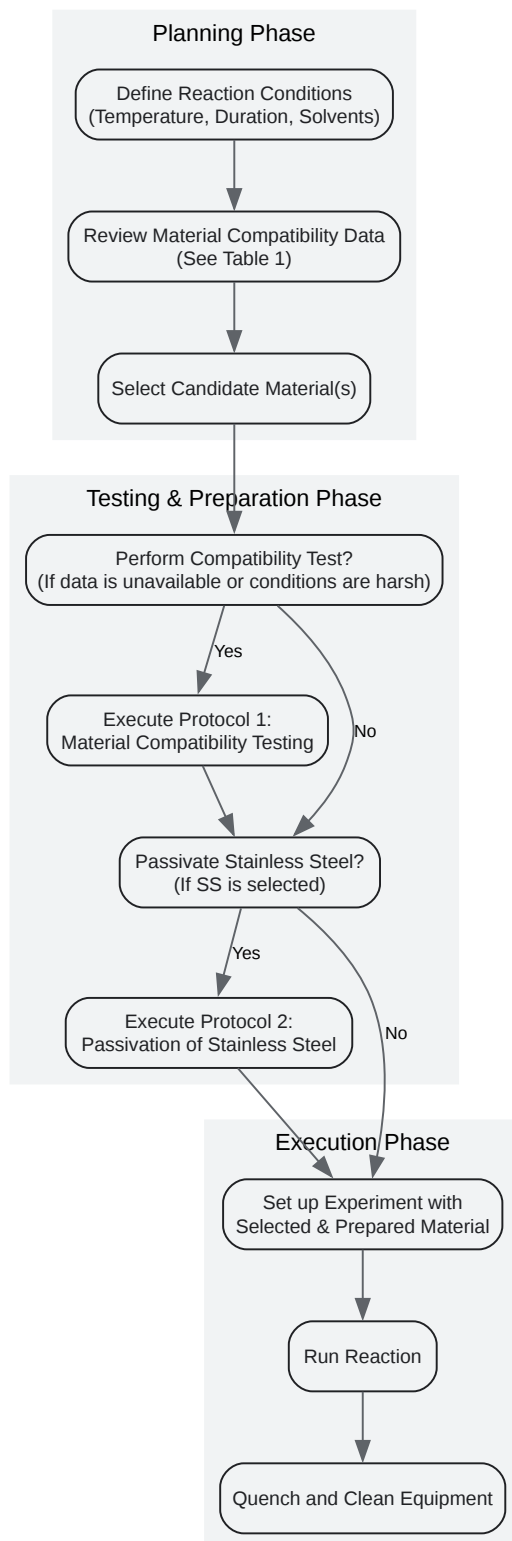 Planning Phase
Define Reaction Conditions
(Temperature, Duration, Solvents)
Review Material Compatibility Data
(See Table 1)
Select Candidate Material(s)
Testing & Preparation Phase
Perform Compatibility Test?
(If data is unavailable or conditions are harsh)
Yes
Execute Protocol 1:
Material Compatibility Testing
No
Passivate Stainless Steel?
(If SS is selected)
Yes
Execute Protocol 2:
Passivation of Stainless Steel
No
Execution Phase
Set up Experiment with
Selected & Prepared Material
Run Reaction
Quench and Clean Equipment